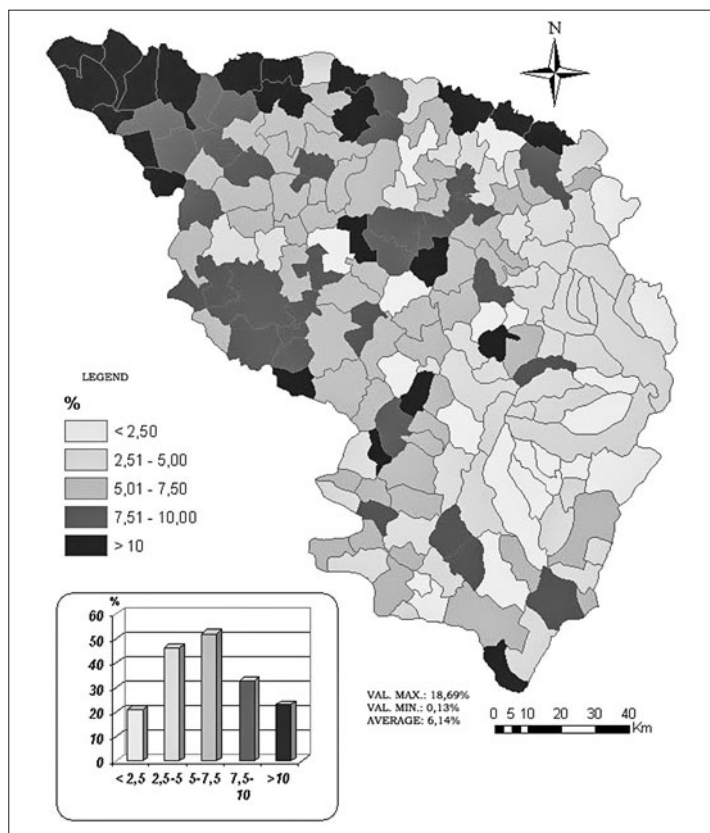 N
LEGEND
%
< 2,50
2,51 - 5,00
5,01 - 7,50
7,51 - 10,00
> 10
%
60
50
40
30
20
10
0
< 2,5 2,5-5 5-7,5 7,5-10 >10
VAL. MAX.: 18,69%
VAL. MIN.: 0,13%
AVERAGE: 6,14%
0 5 10 20 30 40
Km